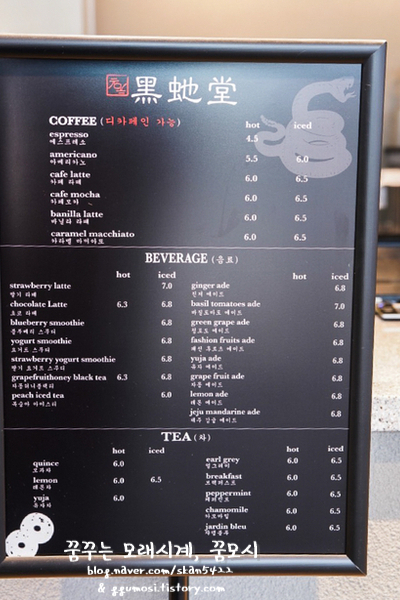 黒虵堂
COFFEE (디카페인 가능)
hot iced
espresso 4.5
에스프레소
americano 5.5 6.0
아메리카노
cafe latte 6.0 6.5
카페 라떼
cafe mocha 6.0 6.5
카페모카
banilla latte 6.0 6.5
바닐라 라떼
caramel macchiato 6.0 6.5
카라멜 마끼아또
BEVERAGE (음료)
hot iced
strawberry latte 7.0
딸기 라떼
chocolate Latte 6.3 6.8
초코 라떼
blueberry smoothie 6.8
블루베리 스무디
yogurt smoothie 6.8
요거트 스무디
strawberry yogurt smoothie 6.8
딸기 요거트 스무디
grapefruithoney black tea 6.3 6.8
자몽허니블랙티
peach iced tea 6.0
복숭아 아이스티
hot iced
ginger ade 6.8
진저 에이드
basil tomatoes ade 7.0
바질토마토 에이드
green grape ade 6.8
청포도 에이드
fashion fruits ade 6.8
패션 후르츠 에이드
yuja ade 6.8
유자 에이드
grape fruit ade 6.8
자몽 에이드
lemon ade 6.8
레몬 에이드
jeju mandarine ade 6.8
제주 감귤 에이드
TEA (차)
hot iced
quince 6.0
모과차
lemon 6.0 6.5
레몬차
yuja 6.0
유자차
hot iced
earl grey 6.0 6.5
얼그레이
breakfast 6.0 6.5
브렉퍼스트
peppermint 6.0 6.5
페퍼민트
chamomile 6.0 6.5
카모마일
jardin bleu 6.0 6.5
쟈뎅블루
꿈꾸는 모래시계, 꿈모시
blog.naver.com/skan5422
& ggumosi.tistory.com